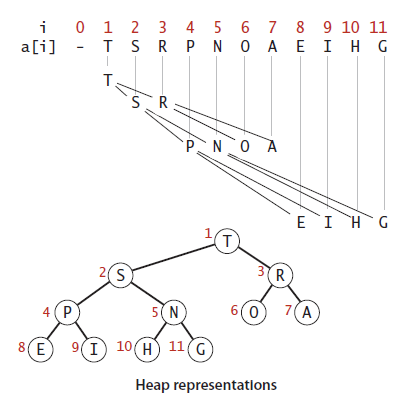 i 0 1 2 3 4 5 6 7 8 9 10 11
a[i] - T S R P N O A E I H G
T
S R
P N O A
E I H G
1 T
2 S 3 R
4 P 5 N 6 O 7 A
8 E 9 I 10 H 11 G
Heap representations